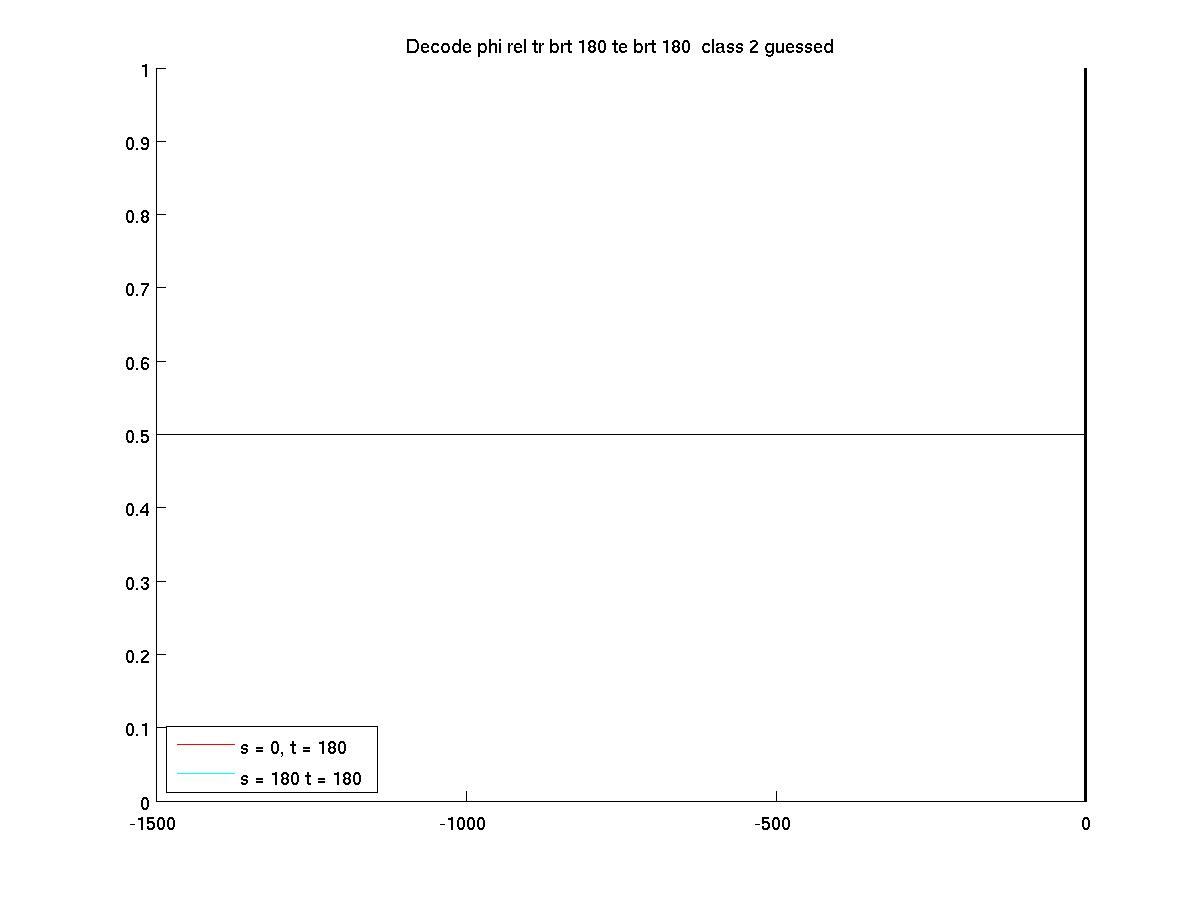 Decode phi rel tr brt 180 te brt 180  class 2 guessed
1
0.9
0.8
0.7
0.6
0.5
0.4
0.3
0.2
0.1
0
s = 0, t = 180
s = 180 t = 180
-1500 -1000 -500 0